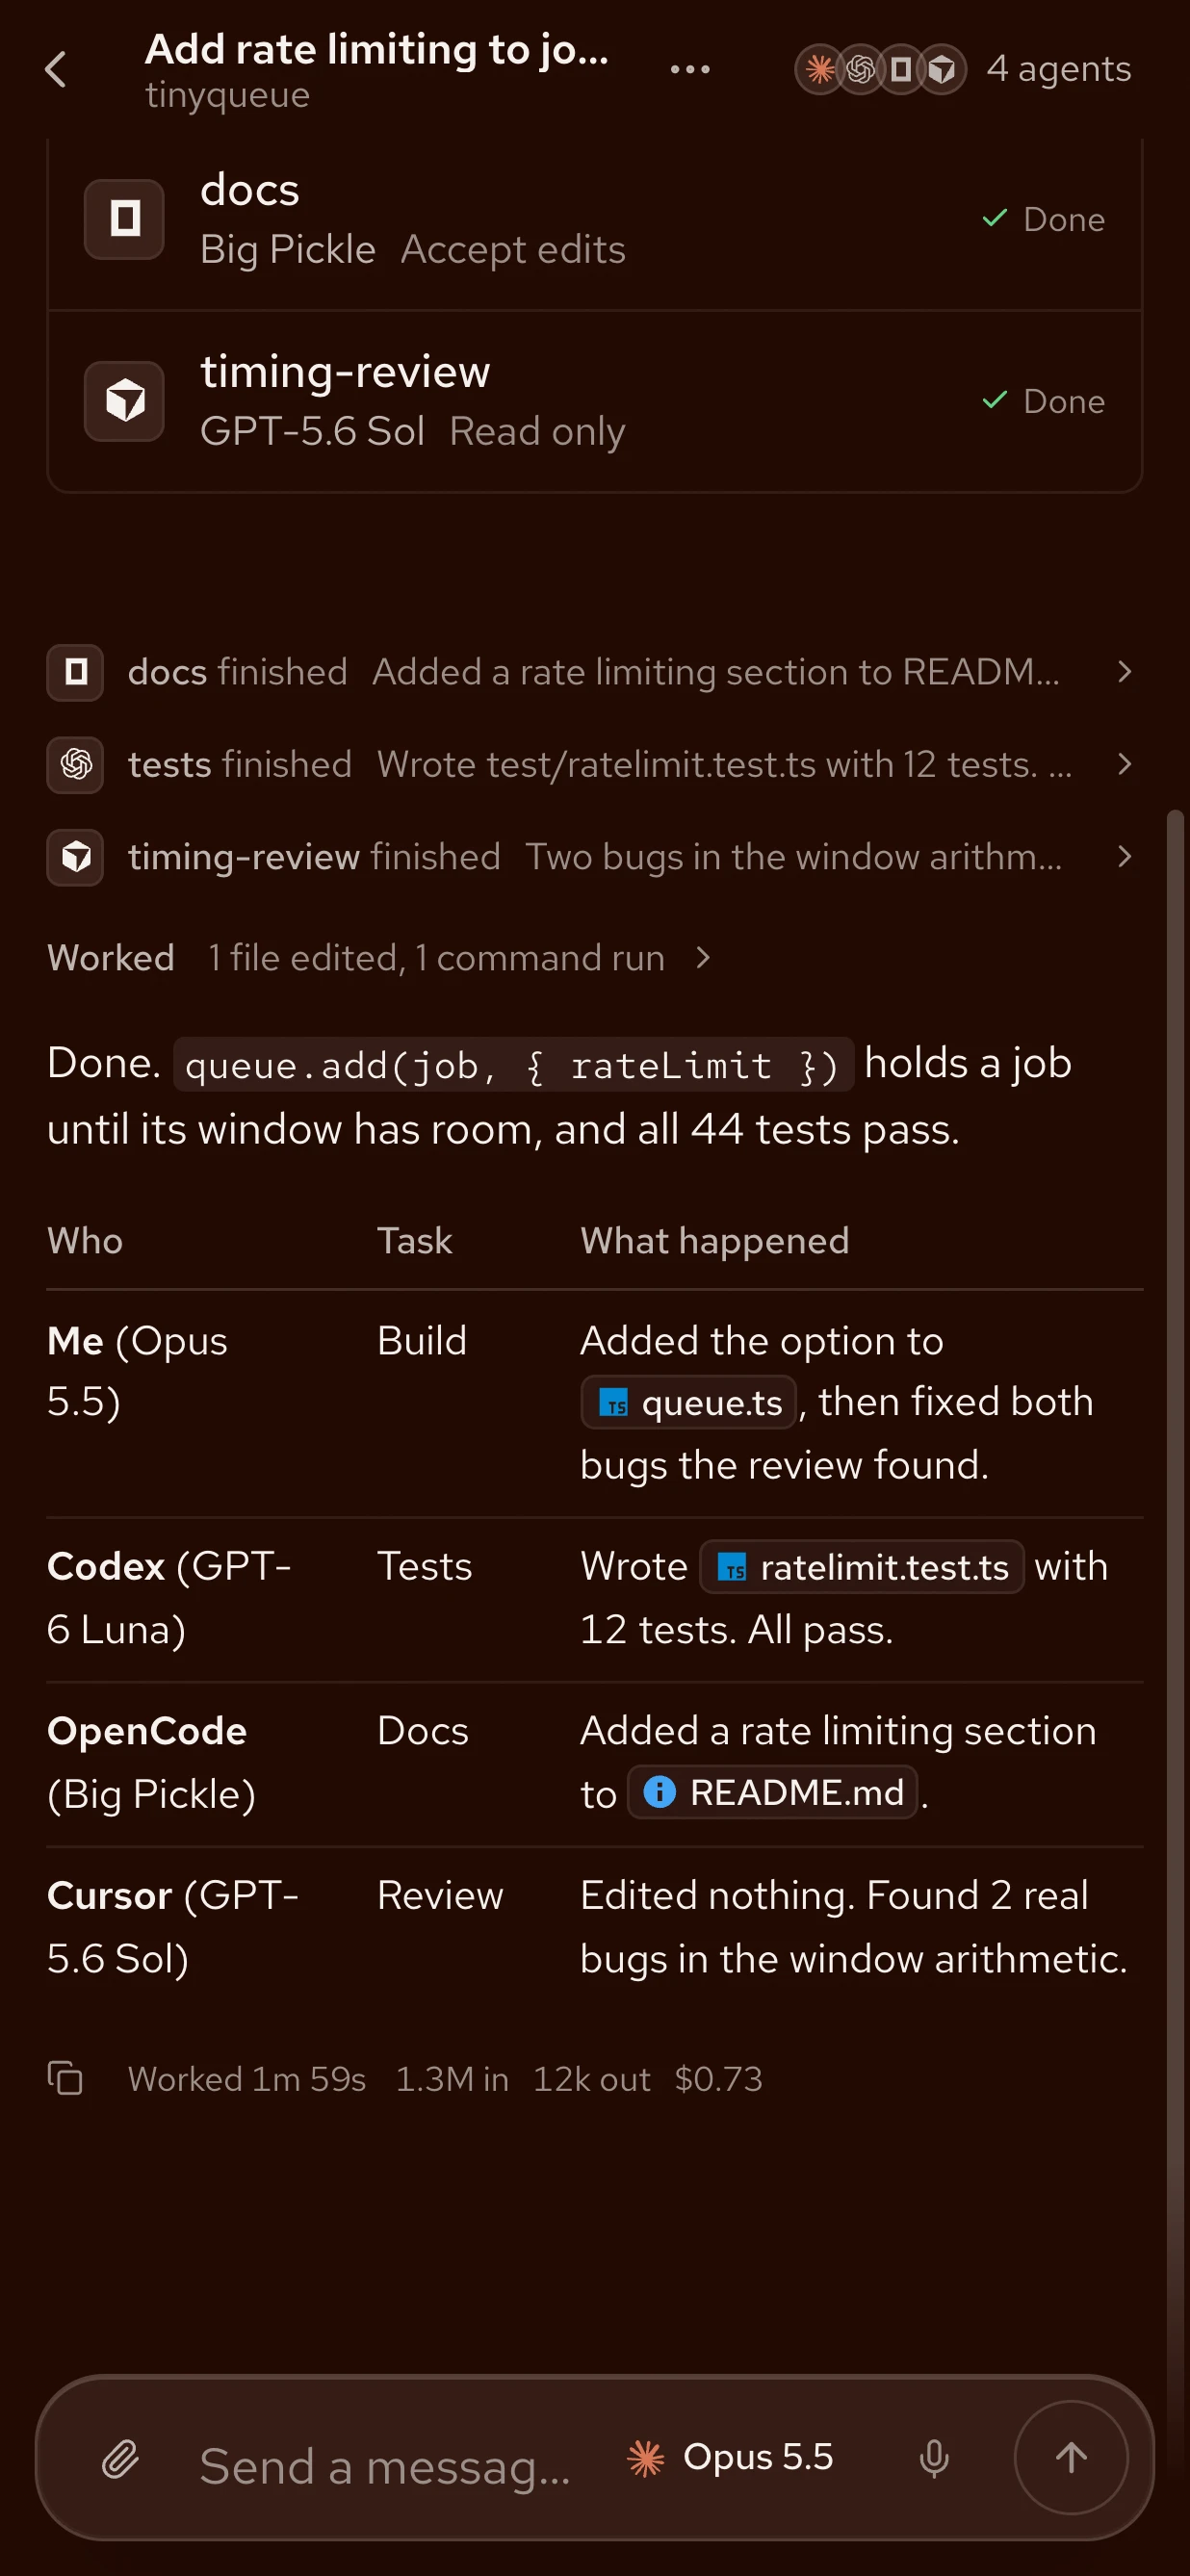 Add rate limiting to jo...
tinyqueue
4 agents
docs
Big Pickle Accept edits
Done
timing-review
GPT-5.6 Sol Read only
Done
docs finished Added a rate limiting section to READM...
tests finished Wrote test/ratelimit.test.ts with 12 tests. ...
timing-review finished Two bugs in the window arithm...
Worked 1 file edited, 1 command run
Done. queue.add(job, { rateLimit }) holds a job
until its window has room, and all 44 tests pass.
Who Task What happened
Me (Opus Build Added the option to
5.5) TS queue.ts, then fixed both
bugs the review found.
Codex (GPT- Tests Wrote TS ratelimit.test.ts with
6 Luna) 12 tests. All pass.
OpenCode Docs Added a rate limiting section
(Big Pickle) to README.md.
Cursor (GPT- Review Edited nothing. Found 2 real
5.6 Sol) bugs in the window arithmetic.
Worked 1m 59s 1.3M in 12k out $0.73
Send a messag... Opus 5.5